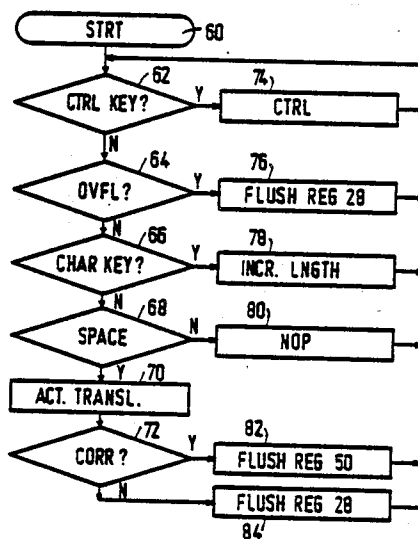 STRT
60
62
CTRL KEY?
Y
74
CTRL
N
64
OVFL?
Y
76
FLUSH REG 28
N
66
CHAR KEY?
Y
78
INCR. LNGTH
N
68
SPACE
N
80
NOP
Y
70
ACT. TRANSL.
72
CORR?
Y
82
FLUSH REG 50
N
FLUSH REG 28
84